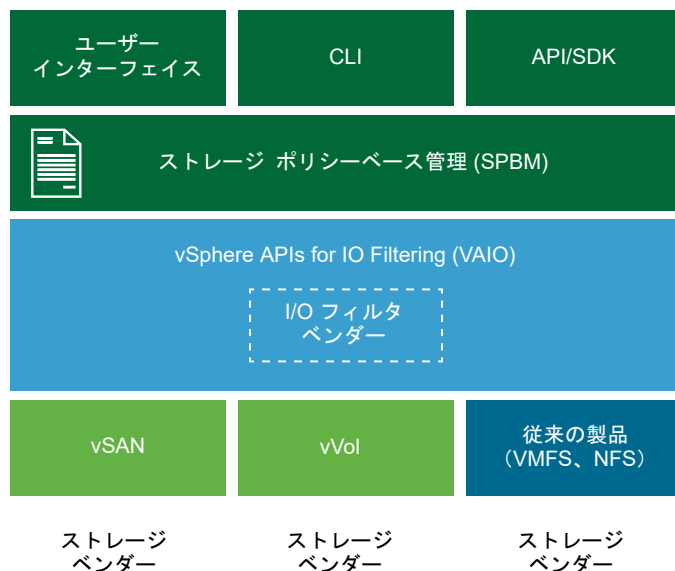 ユーザー
インターフェイス
CLI
API/SDK
ストレージ ポリシーベース管理 (SPBM)
vSphere APIs for IO Filtering (VAIO)
I/O フィルタ
ベンダー
vSAN
vVol
従来の製品
（VMFS、NFS）
ストレージ
ベンダー
ストレージ
ベンダー
ストレージ
ベンダー